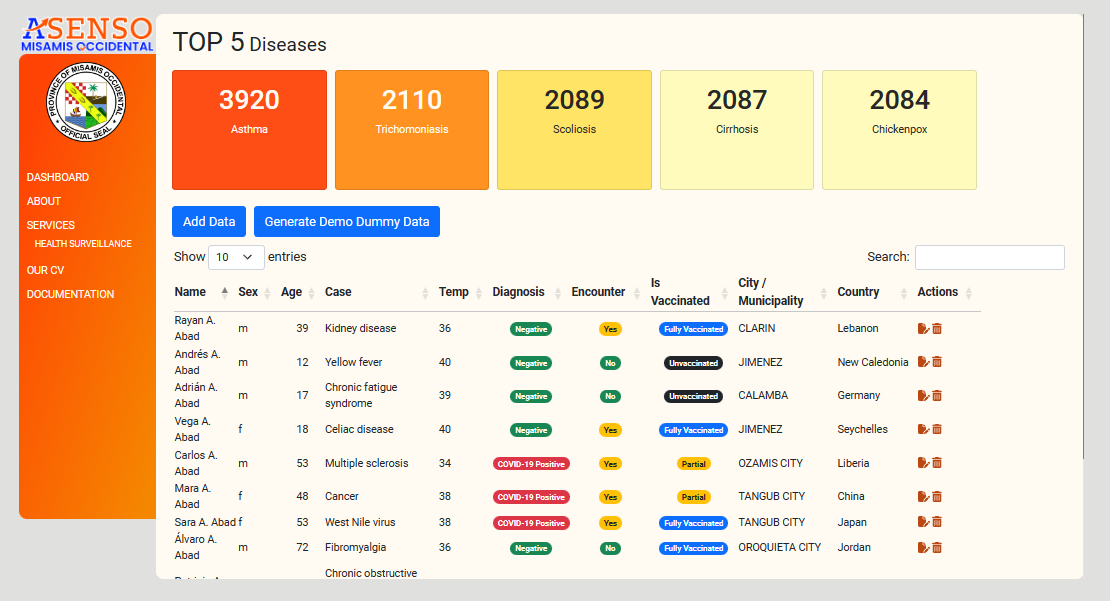 ASENSO
MISAMIS OCCIDENTAL
PROVINCE OF MISAMIS OCCIDENTAL
OFFICIAL SEAL
DASHBOARD
ABOUT
SERVICES
HEALTH SURVEILLANCE
OUR CV
DOCUMENTATION
TOP 5 Diseases
3920 2110 2089 2087 2084
Asthma Trichomoniasis Scoliosis Cirrhosis Chickenpox
Add Data Generate Demo Dummy Data
Show 10 entries Search:
Name Sex Age Case Temp Diagnosis Encounter Is Vaccinated City / Municipality Country Actions
Rayan A. Abad m 39 Kidney disease 36 Negative Yes Fully Vaccinated CLARIN Lebanon
Andrés A. Abad m 12 Yellow fever 40 Negative No Unvaccinated JIMENEZ New Caledonia
Adrián A. Abad m 17 Chronic fatigue syndrome 39 Negative No Unvaccinated CALAMBA Germany
Vega A. Abad f 18 Celiac disease 40 Negative Yes Fully Vaccinated JIMENEZ Seychelles
Carlos A. Abad m 53 Multiple sclerosis 34 COVID-19 Positive Yes Partial OZAMIS CITY Liberia
Mara A. Abad f 48 Cancer 38 COVID-19 Positive Yes Partial TANGUB CITY China
Sara A. Abad f 53 West Nile virus 38 COVID-19 Positive Yes Fully Vaccinated TANGUB CITY Japan
Álvaro A. Abad m 72 Fibromyalgia 36 Negative No Fully Vaccinated OROQUIETA CITY Jordan
Chronic obstructive